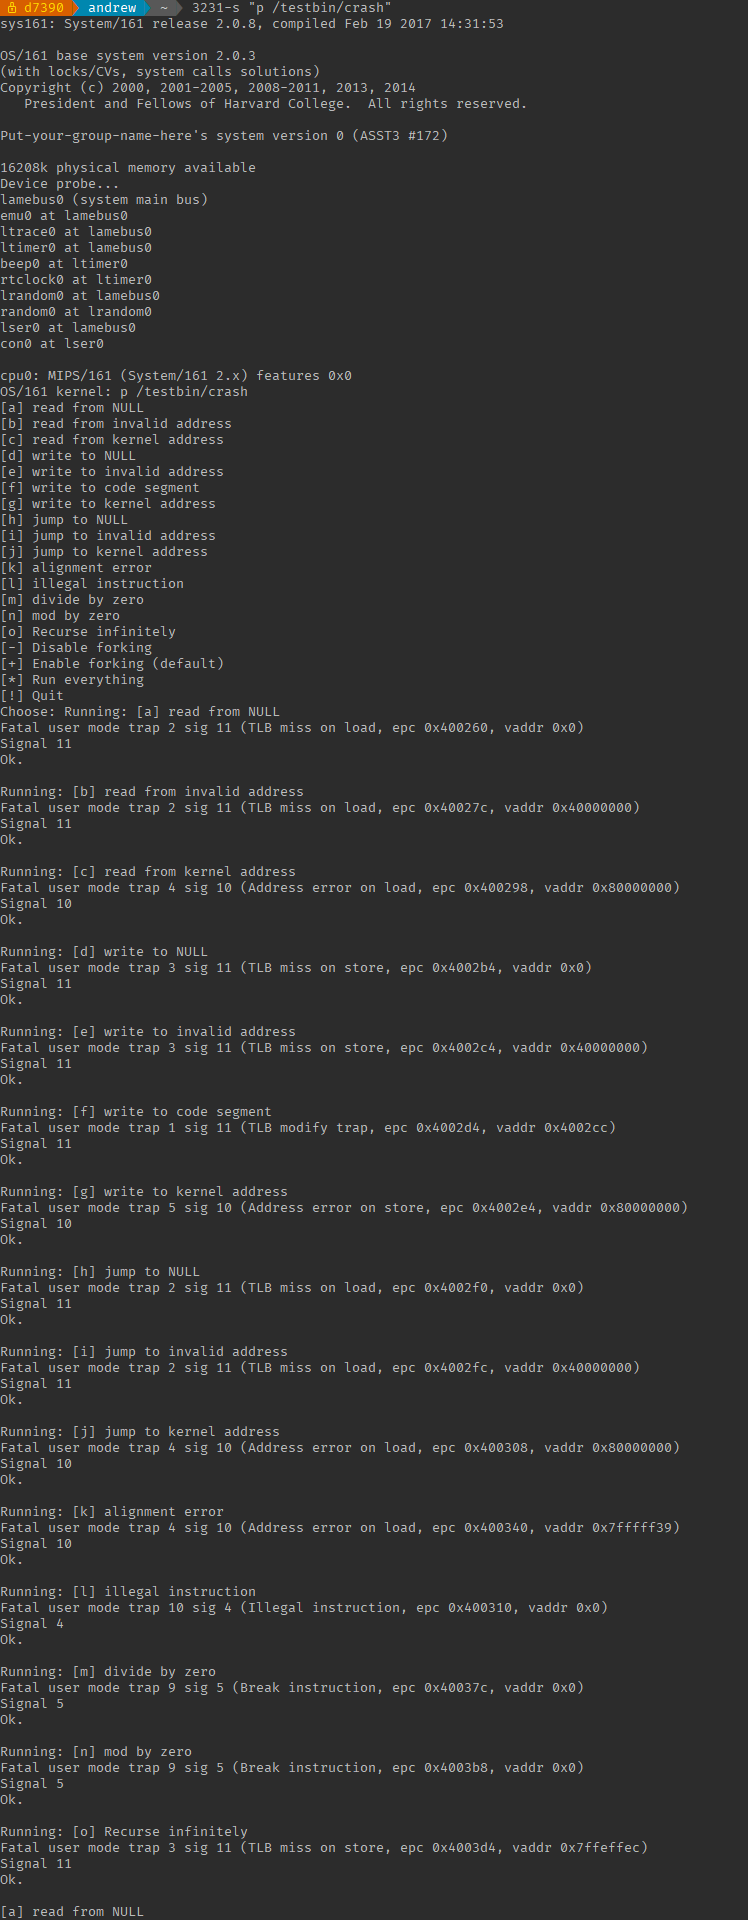 d7390 andrew ~ 3231-s "p /testbin/crash"
sys161: System/161 release 2.0.8, compiled Feb 19 2017 14:31:53
OS/161 base system version 2.0.3
(with locks/CVs, system calls solutions)
Copyright (c) 2000, 2001-2005, 2008-2011, 2013, 2014
President and Fellows of Harvard College. All rights reserved.
Put-your-group-name-here's system version 0 (ASST3 #172)
16208k physical memory available
Device probe...
lamebus0 (system main bus)
emu0 at lamebus0
ltrace0 at lamebus0
ltimer0 at lamebus0
beep0 at ltimer0
rtclock0 at ltimer0
lrandom0 at lamebus0
random0 at lrandom0
lser0 at lamebus0
con0 at lser0
cpu0: MIPS/161 (System/161 2.x) features 0x0
OS/161 kernel: p /testbin/crash
[a] read from NULL
[b] read from invalid address
[c] read from kernel address
[d] write to NULL
[e] write to invalid address
[f] write to code segment
[g] write to kernel address
[h] jump to NULL
[i] jump to invalid address
[j] jump to kernel address
[k] alignment error
[l] illegal instruction
[m] divide by zero
[n] mod by zero
[o] Recurse infinitely
[-] Disable forking
[+] Enable forking (default)
[*] Run everything
[!] Quit
Choose: Running: [a] read from NULL
Fatal user mode trap 2 sig 11 (TLB miss on load, epc 0x400260, vaddr 0x0)
Signal 11
Ok.
Running: [b] read from invalid address
Fatal user mode trap 2 sig 11 (TLB miss on load, epc 0x40027c, vaddr 0x40000000)
Signal 11
Ok.
Running: [c] read from kernel address
Fatal user mode trap 4 sig 10 (Address error on load, epc 0x400298, vaddr 0x80000000)
Signal 10
Ok.
Running: [d] write to NULL
Fatal user mode trap 3 sig 11 (TLB miss on store, epc 0x4002b4, vaddr 0x0)
Signal 11
Ok.
Running: [e] write to invalid address
Fatal user mode trap 3 sig 11 (TLB miss on store, epc 0x4002c4, vaddr 0x40000000)
Signal 11
Ok.
Running: [f] write to code segment
Fatal user mode trap 1 sig 11 (TLB modify trap, epc 0x4002d4, vaddr 0x4002cc)
Signal 11
Ok.
Running: [g] write to kernel address
Fatal user mode trap 5 sig 10 (Address error on store, epc 0x4002e4, vaddr 0x80000000)
Signal 10
Ok.
Running: [h] jump to NULL
Fatal user mode trap 2 sig 11 (TLB miss on load, epc 0x4002f0, vaddr 0x0)
Signal 11
Ok.
Running: [i] jump to invalid address
Fatal user mode trap 2 sig 11 (TLB miss on load, epc 0x4002fc, vaddr 0x40000000)
Signal 11
Ok.
Running: [j] jump to kernel address
Fatal user mode trap 4 sig 10 (Address error on load, epc 0x400308, vaddr 0x80000000)
Signal 10
Ok.
Running: [k] alignment error
Fatal user mode trap 4 sig 10 (Address error on load, epc 0x400340, vaddr 0x7fffff39)
Signal 10
Ok.
Running: [l] illegal instruction
Fatal user mode trap 10 sig 4 (Illegal instruction, epc 0x400310, vaddr 0x0)
Signal 4
Ok.
Running: [m] divide by zero
Fatal user mode trap 9 sig 5 (Break instruction, epc 0x40037c, vaddr 0x0)
Signal 5
Ok.
Running: [n] mod by zero
Fatal user mode trap 9 sig 5 (Break instruction, epc 0x4003b8, vaddr 0x0)
Signal 5
Ok.
Running: [o] Recurse infinitely
Fatal user mode trap 3 sig 11 (TLB miss on store, epc 0x4003d4, vaddr 0x7ffeffec)
Signal 11
Ok.
[a] read from NULL